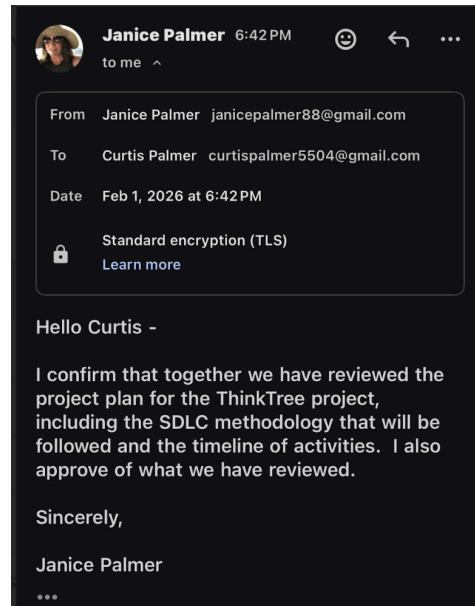 Janice Palmer 6:42 PM
to me
From Janice Palmer janicepalmer88@gmail.com
To Curtis Palmer curtispalmer5504@gmail.com
Date Feb 1, 2026 at 6:42 PM
Standard encryption (TLS)
Learn more
Hello Curtis -
I confirm that together we have reviewed the
project plan for the ThinkTree project,
including the SDLC methodology that will be
followed and the timeline of activities.  I also
approve of what we have reviewed.
Sincerely,
Janice Palmer